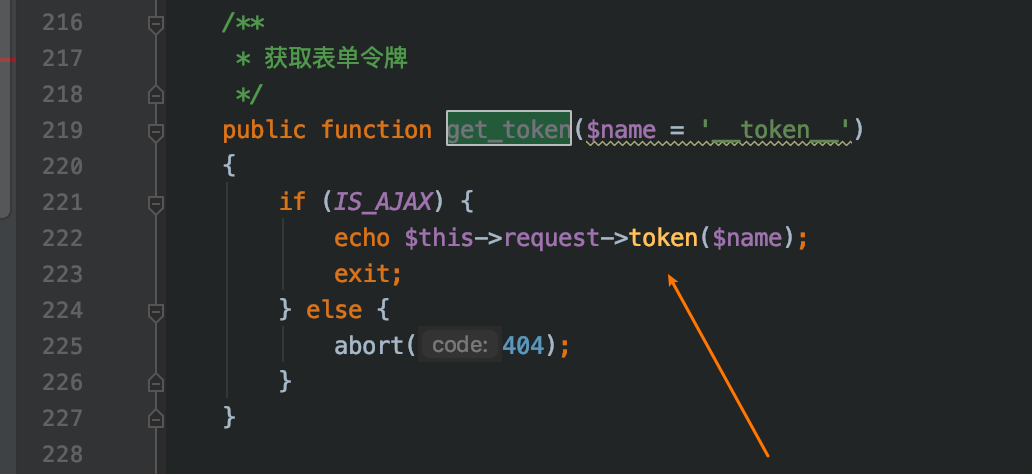 216 /**
217 * 获取表单令牌
218 */
219 public function get_token($name = '__token__')
220 {
221 if (IS_AJAX) {
222 echo $this->request->token($name);
223 exit;
224 } else {
225 abort( code: 404);
226 }
227 }
228